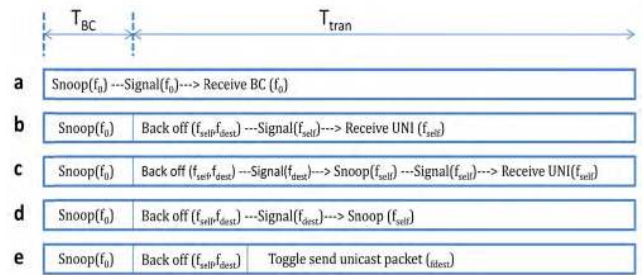 T_BC T_tran
a Snoop(f_0) ---Signal(f_0)---> Receive BC (f_0)
b Snoop(f_0) Back off (f_self,f_dest) ---Signal(f_self)---> Receive UNI (f_self)
c Snoop(f_0) Back off (f_self,f_dest) ---Signal(f_dest)---> Snoop(f_self) ---Signal(f_self)---> Receive UNI(f_self)
d Snoop(f_0) Back off (f_self,f_dest) ---Signal(f_dest)---> Snoop (f_self)
e Snoop(f_0) Back off (f_self,f_dest) Toggle send unicast packet (_fdest)